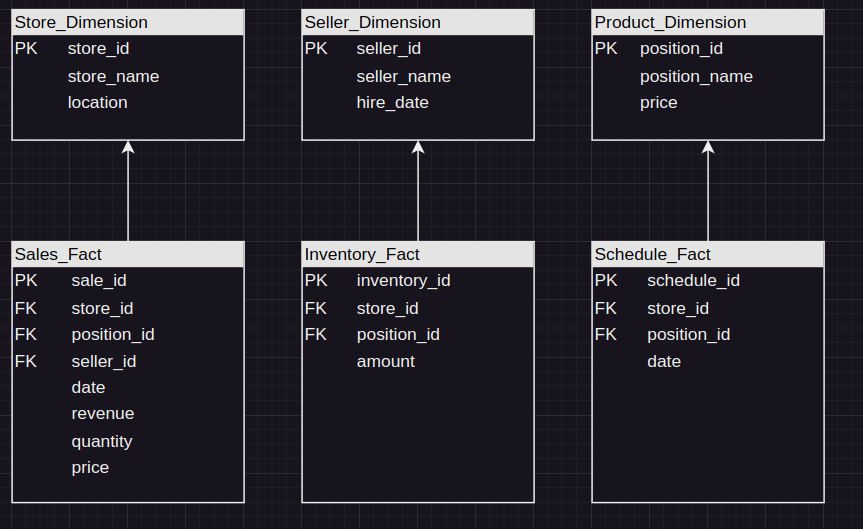 Store_Dimension
PK store_id
store_name
location
Seller_Dimension
PK seller_id
seller_name
hire_date
Product_Dimension
PK position_id
position_name
price
Sales_Fact
PK sale_id
FK store_id
FK position_id
FK seller_id
date
revenue
quantity
price
Inventory_Fact
PK inventory_id
FK store_id
FK position_id
amount
Schedule_Fact
PK schedule_id
FK store_id
FK position_id
date